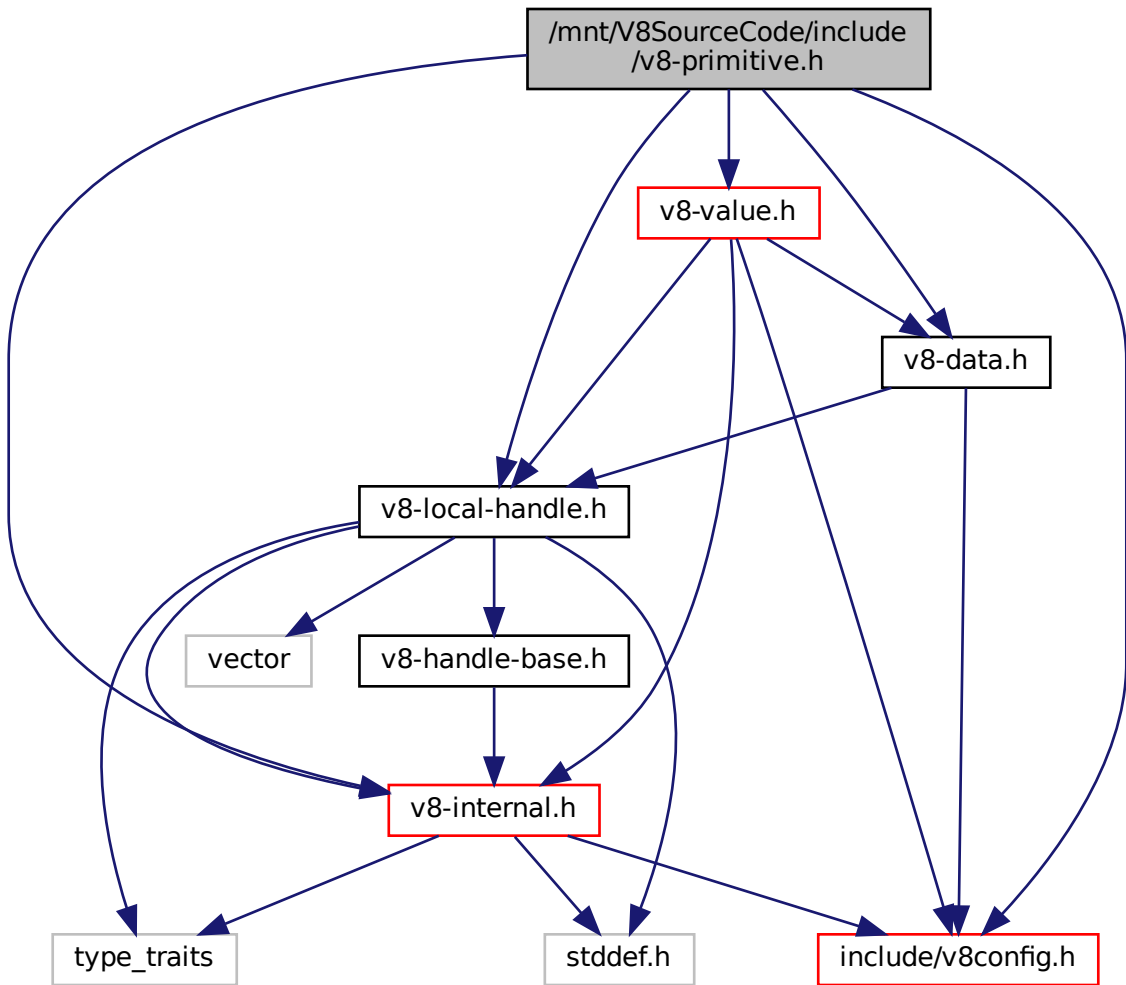 /mnt/V8SourceCode/include
/v8-primitive.h
v8-value.h
v8-data.h
v8-local-handle.h
vector
v8-handle-base.h
v8-internal.h
type_traits
stddef.h
include/v8config.h